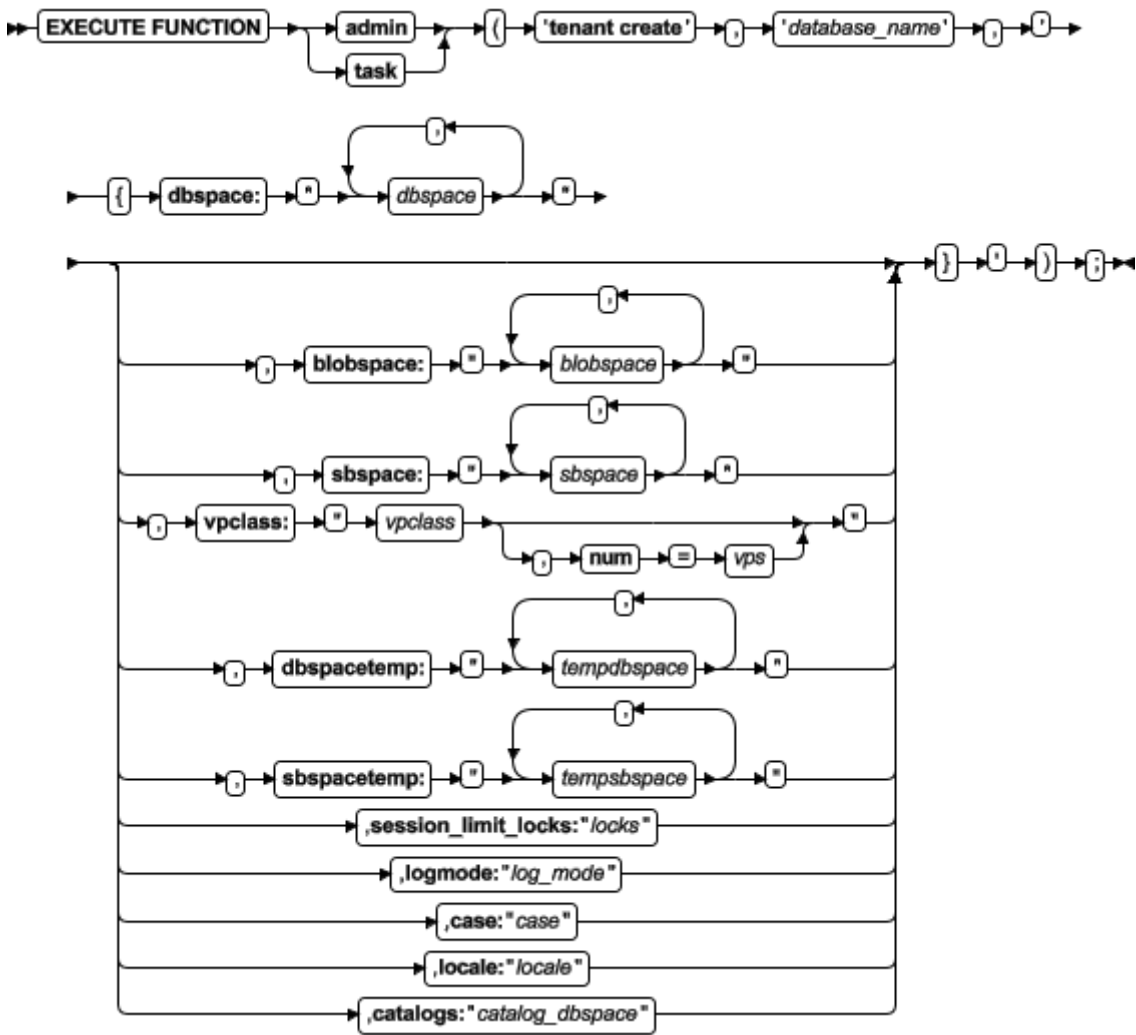 EXECUTE FUNCTION admin ( 'tenant create' , 'database_name' , '
task
,
{ dbspace: " dbspace "
} ' ) ;
,
, blobspace: " blobspace "
,
, sbspace: " sbspace "
, vpclass: " vpclass "
, num = vps
,
, dbspacetemp: " tempdbspace "
,
, sbspacetemp: " tempsbspace "
,session_limit_locks:"locks"
,logmode:"log_mode"
,case:"case"
,locale:"locale"
,catalogs:"catalog_dbspace"